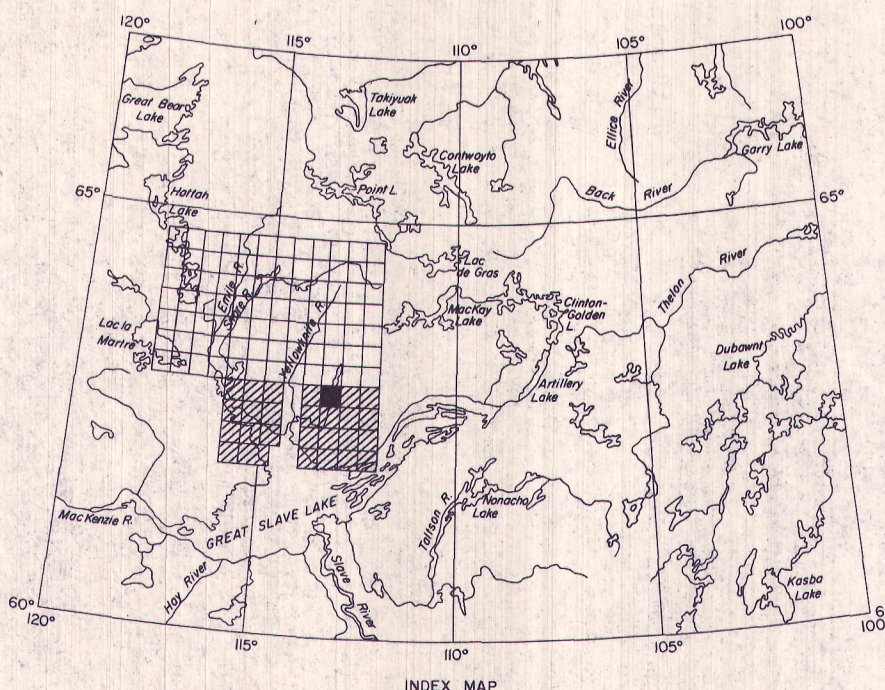 120°
115°
110°
105°
100°
Great Bear
Lake
Takiyuak
Lake
Ellice River
Contwoyto
Lake
Garry Lake
Point L.
Back River
65°
Hottah
Lake
65°
Lac
de Gras
Thelon River
Emile R.
Snare R.
Yellowknife R.
MacKay
Lake
Clinton-
Golden
L.
Lac la
Martre
Dubawnt
Lake
Artillery
Lake
MacKenzie R.
GREAT SLAVE LAKE
Taltson R.
Nonacho
Lake
Hay River
Slave River
Kasba
Lake
60°
120°
115°
110°
105°
6
100
INDEX MAP